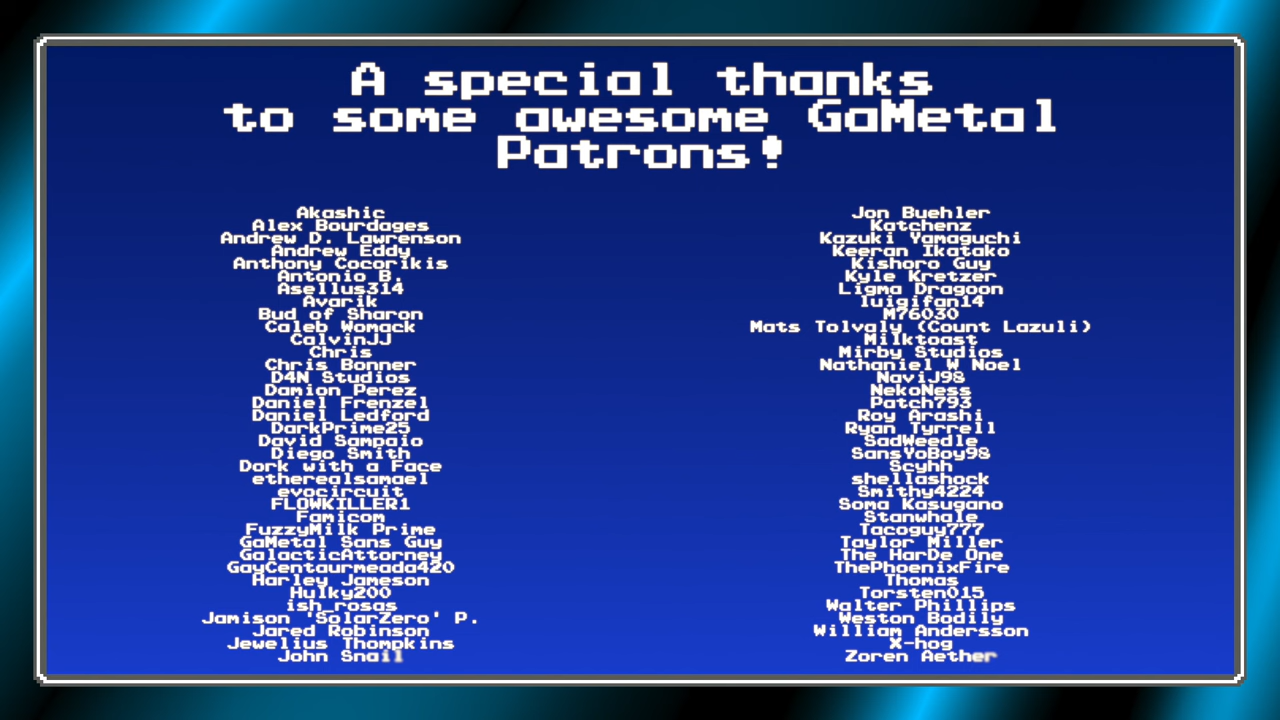 A special thanks
to some awesome GaMetal
Patrons!
Akashic
Alex Bourdages
Andrew D. Lawrenson
Andrew Eddy
Anthony Cocorikis
Antonio B.
Asellus314
Avarik
Bud of Sharon
Caleb Womack
CalvinJJ
Chris
Chris Bonner
D4N Studios
Damion Perez
Daniel Frenzel
Daniel Ledford
DarkPrime25
David Sampaio
Diego Smith
Dork with a Face
etherealsamael
evocircuit
FLOWKILLER1
Famicom
FuzzyMilk Prime
GaMetal Sans Guy
GalacticAttorney
GayCentaurmeada420
Harley Jameson
Hulky200
ish_rosas
Jamison 'SolarZero' P.
Jared Robinson
Jewelius Thompkins
John Snail
Jon Buehler
Katchenz
Kazuki Yamaguchi
Keeran Ikatako
Kishoro Guy
Kyle Kretzer
Ligma Dragoon
luigifan14
M76030
Mats Tolvaly (Count Lazuli)
Milktoast
Mirby Studios
Nathaniel W Noel
NaviJ98
NekoNess
Patch793
Roy Arashi
Ryan Tyrrell
SadWeedle
SansYoBoy98
Scyhh
shellashock
Smithy4224
Soma Kasugano
Stanwhale
Tacoguy777
Taylor Miller
The HarDe One
ThePhoenixFire
Thomas
Torsten015
Walter Phillips
Weston Bodily
William Andersson
X-hog
Zoren Aether